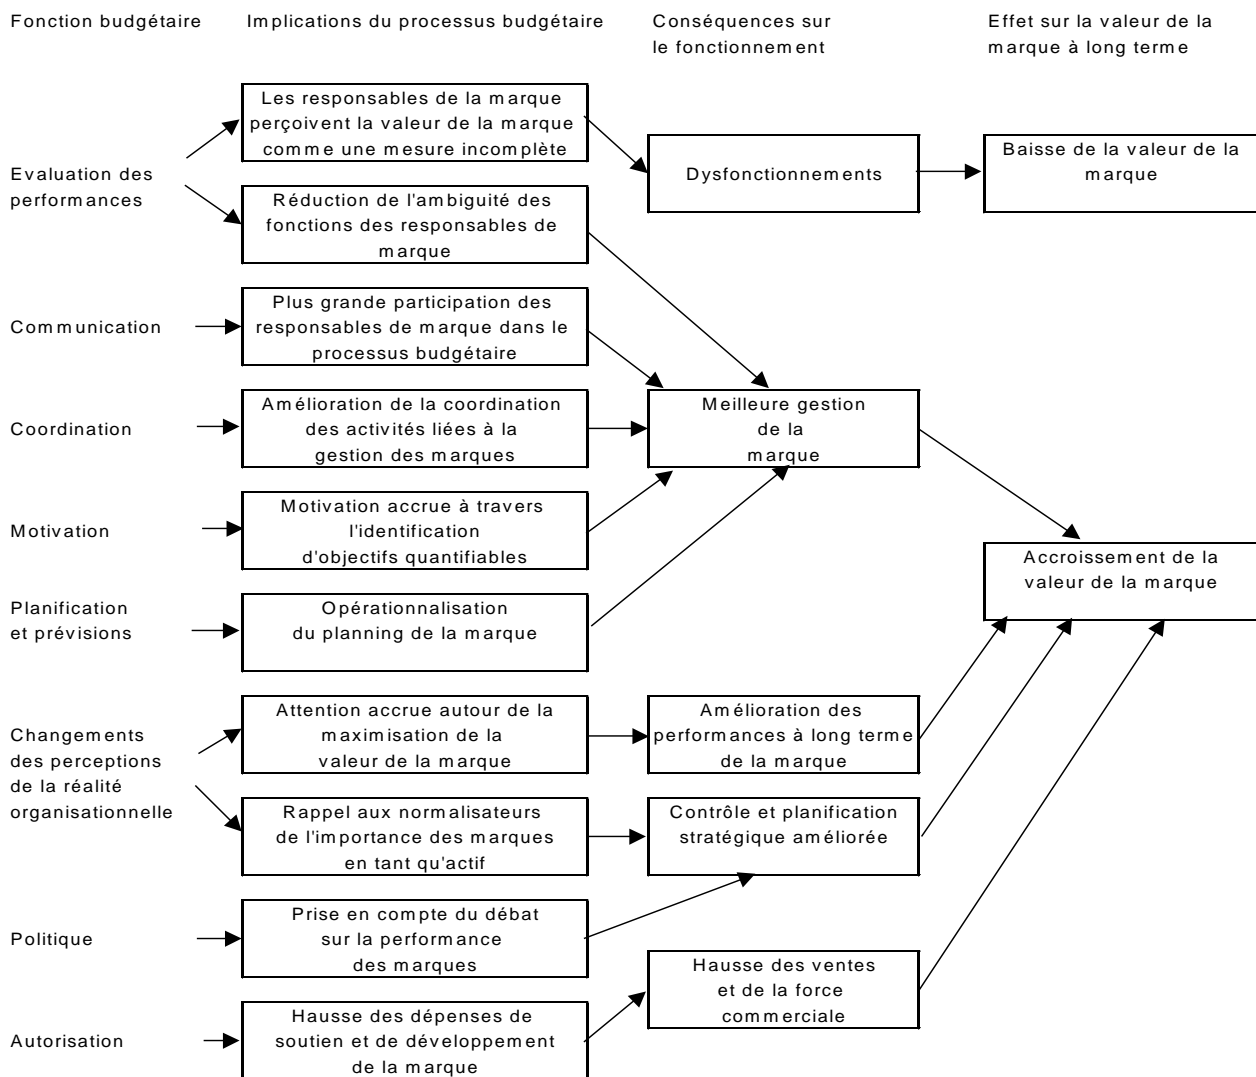 Fonction budgétaire
Implications du processus budgétaire
Conséquences sur
le fonctionnement
Effet sur la valeur de la
marque à long terme
Evaluation des
performances
Les responsables de la marque
perçoivent la valeur de la marque
comme une mesure incomplète
Dysfonctionnements
Baisse de la valeur de la
marque
Réduction de l'ambiguité des
fonctions des responsables de
marque
Communication
Plus grande participation des
responsables de marque dans le
processus budgétaire
Coordination
Amélioration de la coordination
des activités liées à la
gestion des marques
Meilleure gestion
de la
marque
Motivation
Motivation accrue à travers
l'identification
d'objectifs quantifiables
Accroissement de la
valeur de la marque
Planification
et prévisions
Opérationnalisation
du planning de la marque
Changements
des perceptions
de la réalité
organisationnelle
Attention accrue autour de la
maximisation de la
valeur de la marque
Amélioration des
performances à long terme
de la marque
Rappel aux normalisateurs
de l'importance des marques
en tant qu'actif
Contrôle et planification
stratégique améliorée
Politique
Prise en compte du débat
sur la performance
des marques
Hausse des ventes
et de la force
commerciale
Autorisation
Hausse des dépenses de
soutien et de développement
de la marque